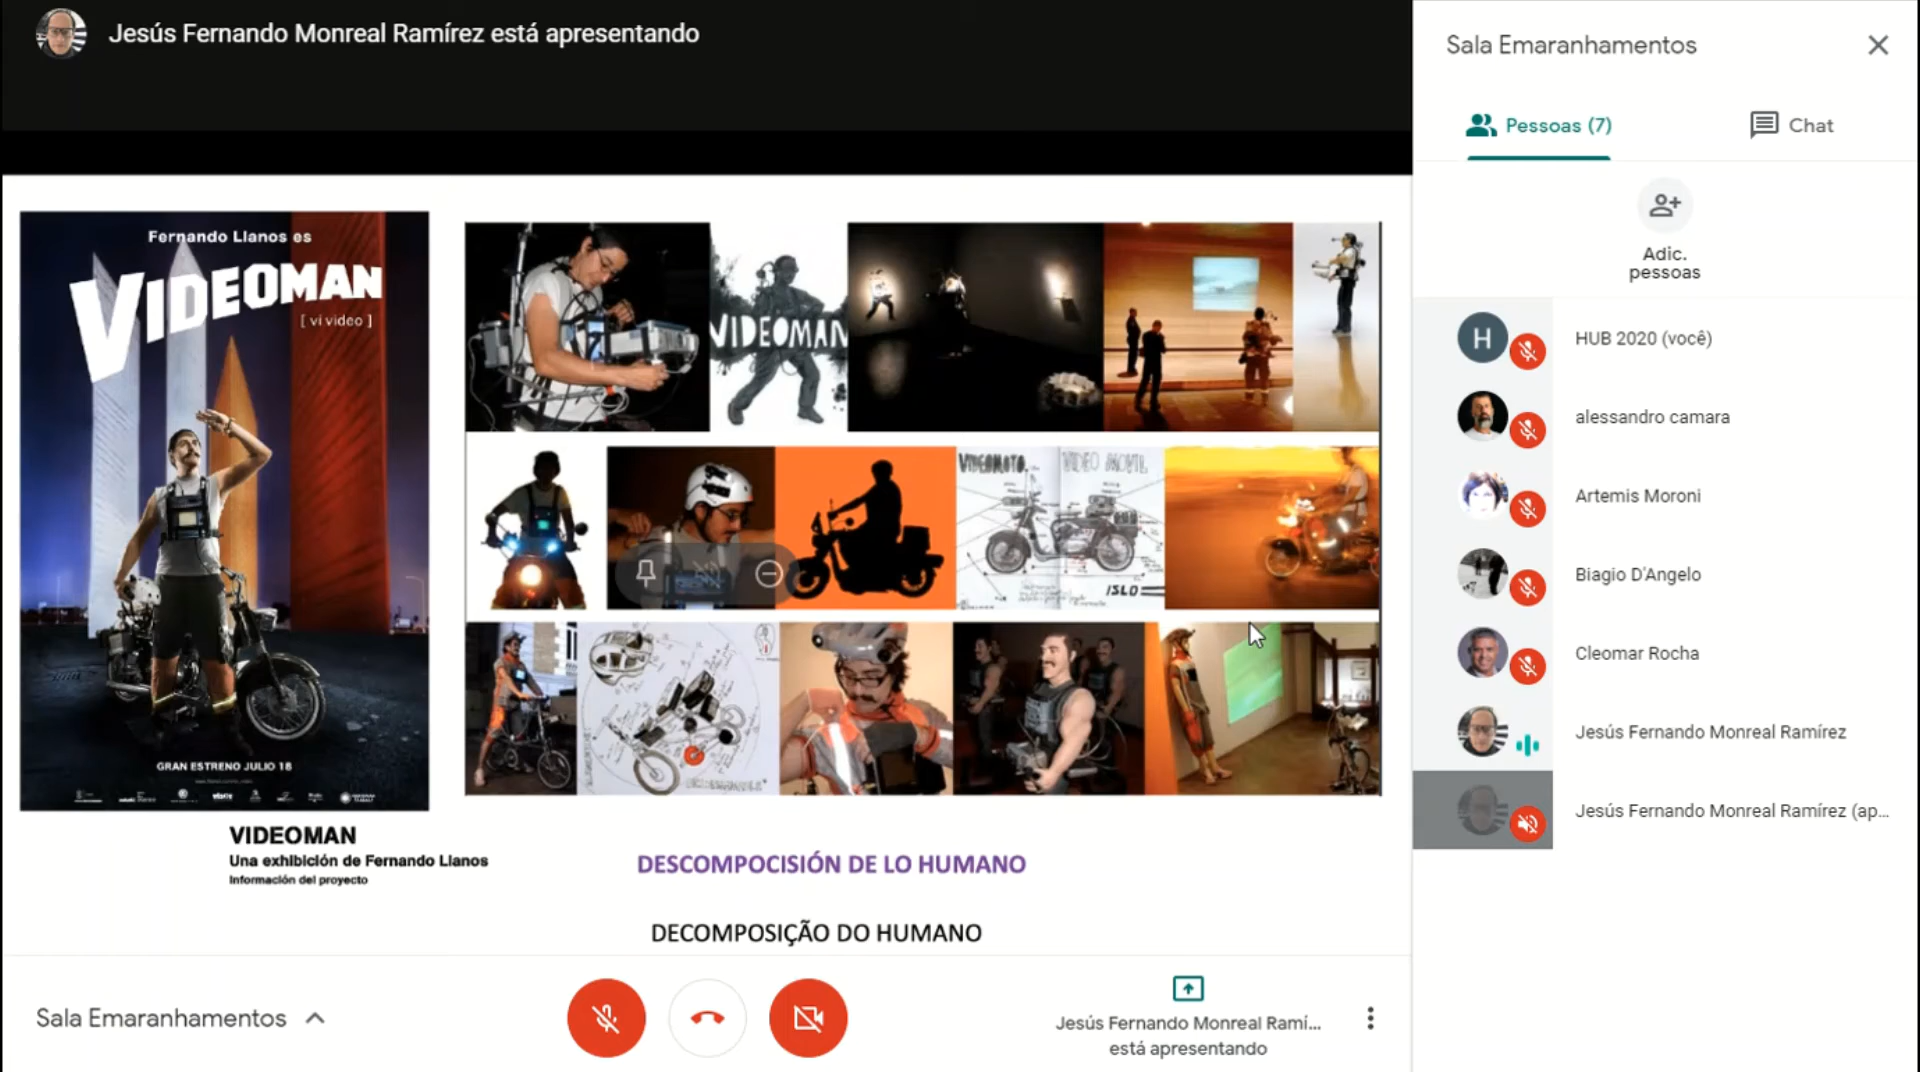 Jesús Fernando Monreal Ramírez está apresentando
Fernando Llanos es
VIDEOMAN
[ vi video ]
GRAN ESTRENO JULIO 18
VIDEOMAN
VIDEOMOTO.
VIDEO MOVIL
VIDEOMAN
Una exhibición de Fernando Llanos
Información del proyecto
DESCOMPOCISIÓN DE LO HUMANO
DECOMPOSIÇÃO DO HUMANO
Sala Emaranhamentos
Jesús Fernando Monreal Ramí...
está apresentando
Sala Emaranhamentos
Pessoas (7)
Chat
Adic.
pessoas
H
HUB 2020 (você)
alessandro camara
Artemis Moroni
Biagio D'Angelo
Cleomar Rocha
Jesús Fernando Monreal Ramírez
Jesús Fernando Monreal Ramírez (ap...